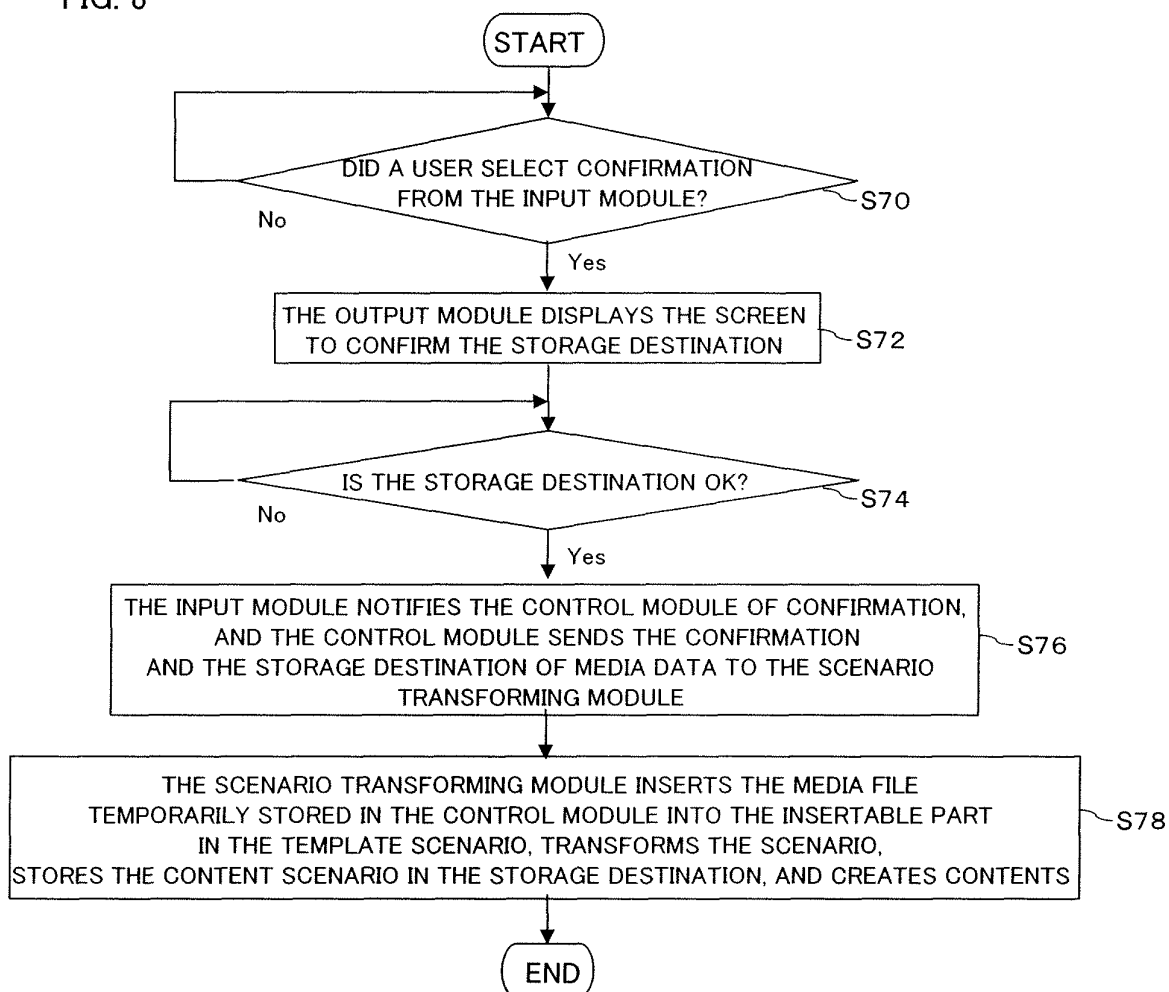 FIG. 8
START
DID A USER SELECT CONFIRMATION
FROM THE INPUT MODULE?
S70
No
Yes
THE OUTPUT MODULE DISPLAYS THE SCREEN
TO CONFIRM THE STORAGE DESTINATION
S72
IS THE STORAGE DESTINATION OK?
S74
No
Yes
THE INPUT MODULE NOTIFIES THE CONTROL MODULE OF CONFIRMATION,
AND THE CONTROL MODULE SENDS THE CONFIRMATION
AND THE STORAGE DESTINATION OF MEDIA DATA TO THE SCENARIO
TRANSFORMING MODULE
S76
THE SCENARIO TRANSFORMING MODULE INSERTS THE MEDIA FILE
TEMPORARILY STORED IN THE CONTROL MODULE INTO THE INSERTABLE PART
IN THE TEMPLATE SCENARIO, TRANSFORMS THE SCENARIO,
STORES THE CONTENT SCENARIO IN THE STORAGE DESTINATION, AND CREATES CONTENTS
S78
END